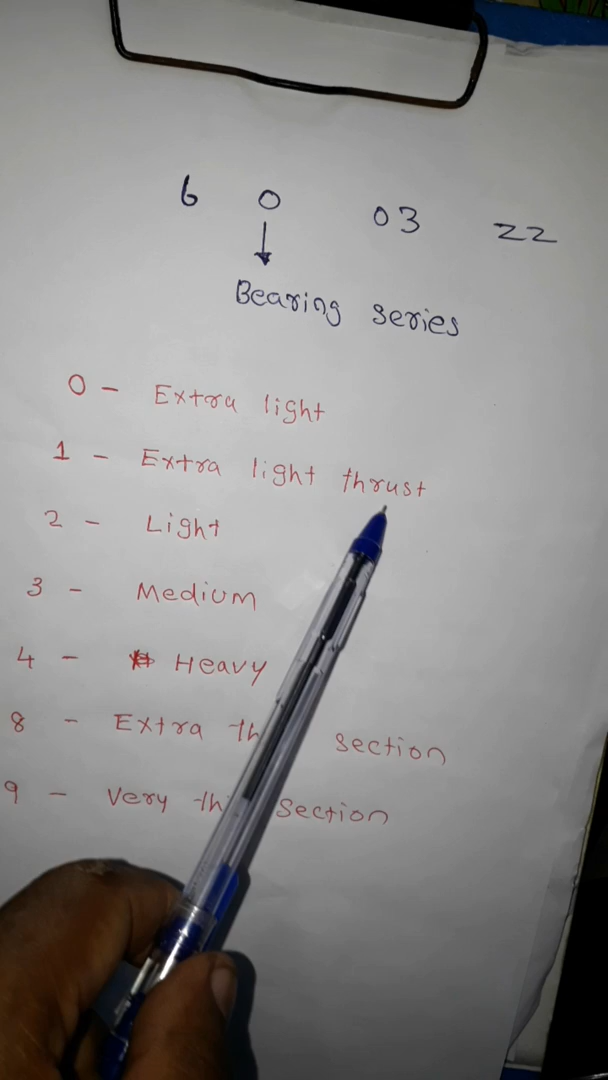 6 0 03 ZZ
Bearing series
0 - Extra light
1 - Extra light thrust
2 - Light
3 - Medium
4 - Heavy
8 - Extra section
9 - Very section